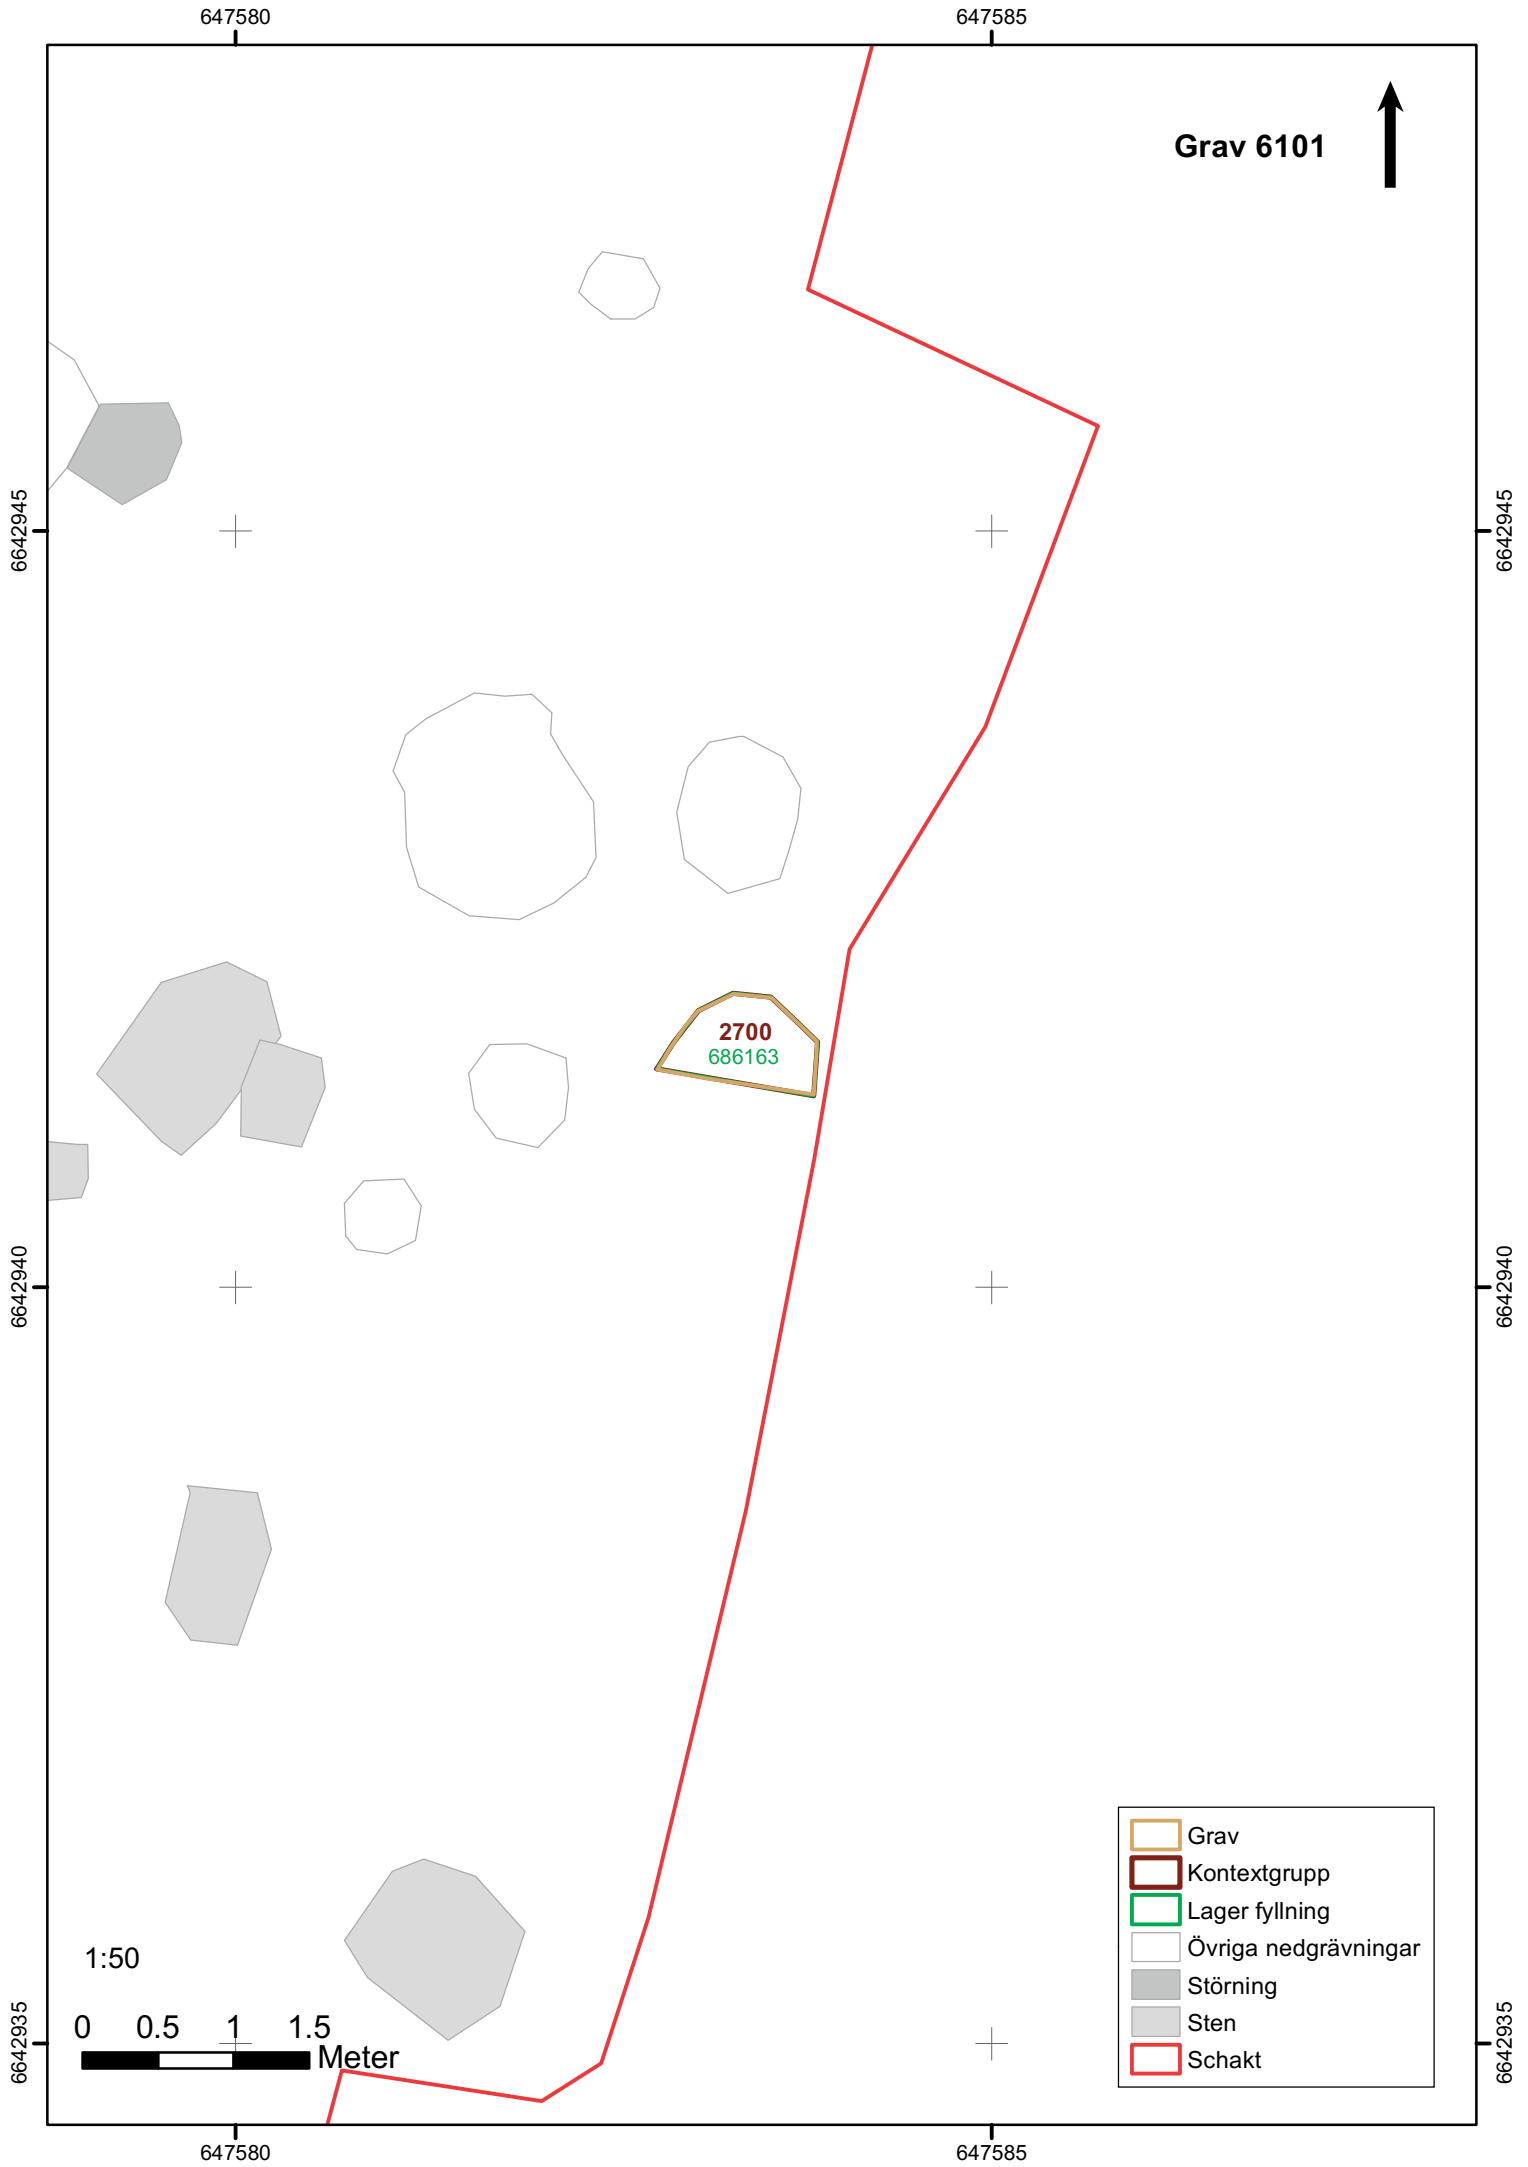 647580 647585
Grav 6101
6642945 6642945
2700
686163
6642940 6642940
Grav
Kontextgrupp
Lager fyllning
Övriga nedgrävningar
Störning
Sten
Schakt
1:50
0 0.5 1 1.5
Meter
6642935 6642935
647580 647585